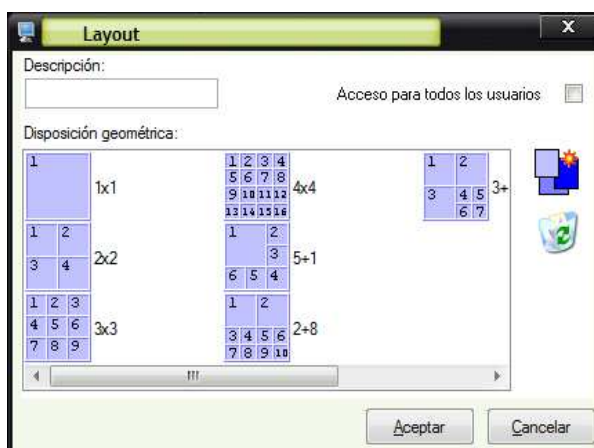 Layout
X
Descripción:
Acceso para todos los usuarios
Disposición geométrica:
1
1x1
1 2 3 4
5 6 7 8
9 10 11 12
13 14 15 16
4x4
1 2
3 4 5
6 7
3+
1 2
3 4
2x2
1 2
3
6 5 4
5+1
1 2 3
4 5 6
7 8 9
3x3
1 2
3 4 5 6
7 8 9 10
2+8
Aceptar
Cancelar